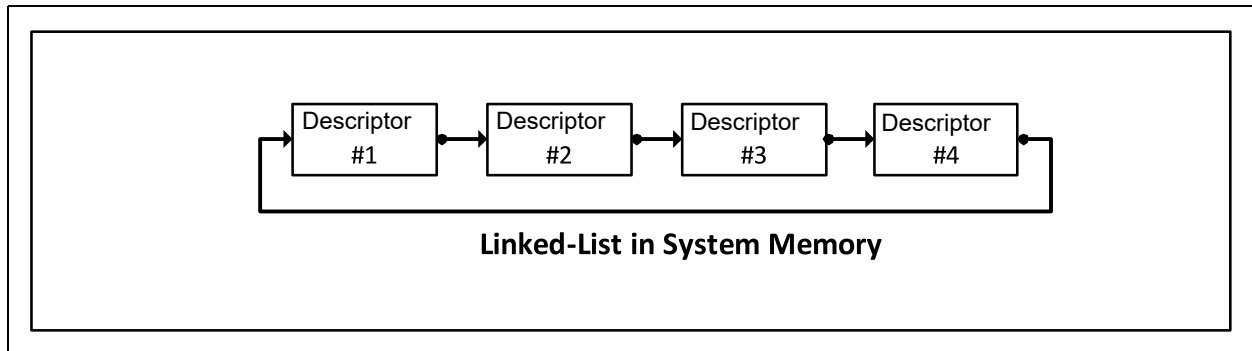 Descriptor
#1
Descriptor
#2
Descriptor
#3
Descriptor
#4
Linked-List in System Memory